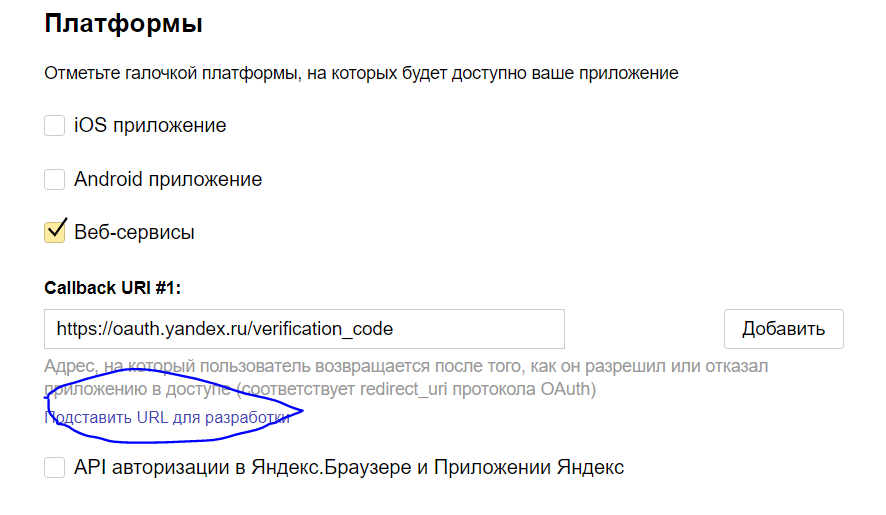 Платформы
Отметьте галочкой платформы, на которых будет доступно ваше приложение
iOS приложение
Android приложение
Веб-сервисы
Callback URI #1:
https://oauth.yandex.ru/verification_code
Добавить
Адрес, на который пользователь возвращается после того, как он разрешил или отказал
приложению в доступе (соответствует redirect_uri протокола OAuth)
Подставить URL для разработки
API авторизации в Яндекс.Браузере и Приложении Яндекс